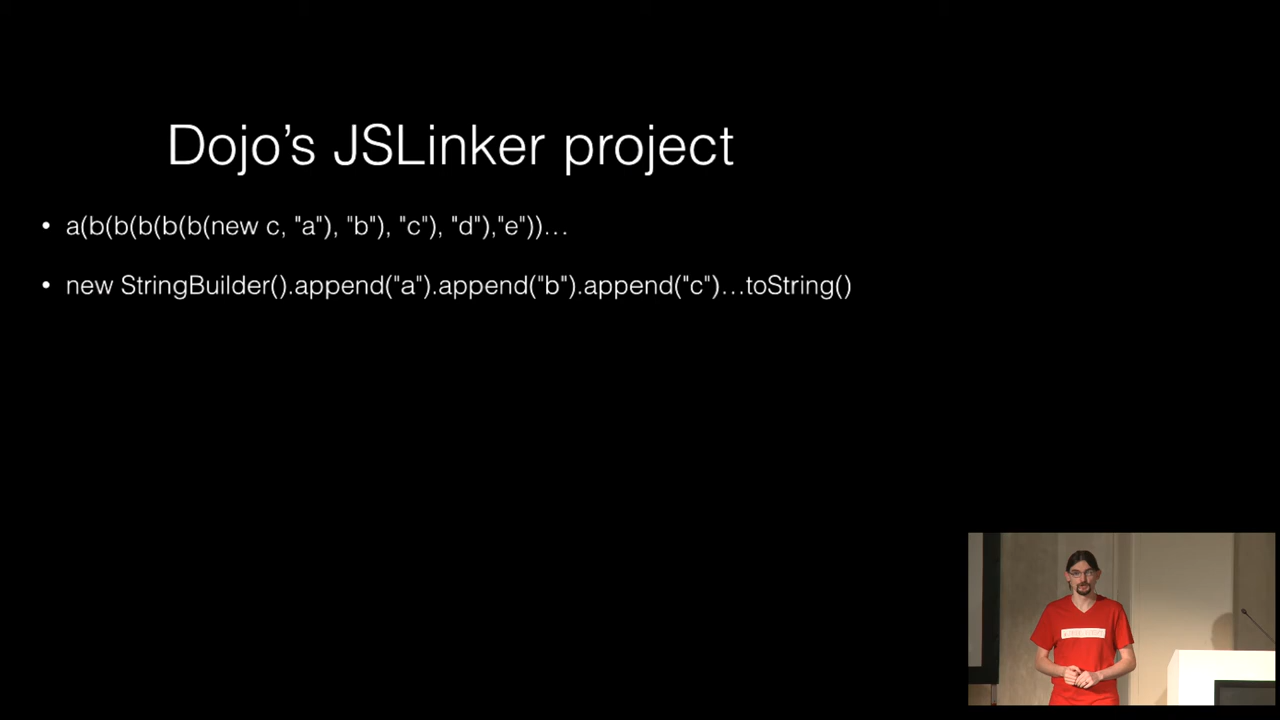 Dojo’s JSLinker project
• a(b(b(b(b(b(new c, "a"), "b"), "c"), "d"),"e"))…
• new StringBuilder().append("a").append("b").append("c")…toString()